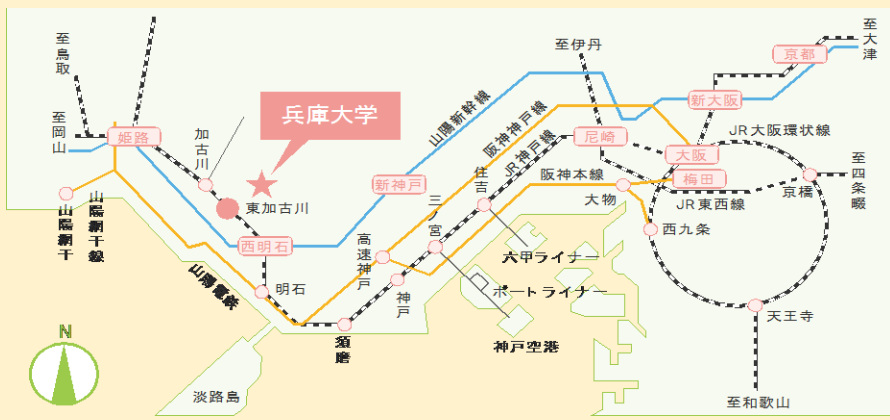 至鳥取
至岡山
姫路
加古川
兵庫大学
東加古川
山陽網干
山陽網干線
西明石
山陽電鉄
明石
須磨
淡路島
N
山陽新幹線
新神戸
高速神戸
神戸
三ノ宮
住吉
阪神神戸線
JR神戸線
阪神本線
六甲ライナー
ポートライナー
神戸空港
至伊丹
尼崎
大物
新大阪
京都
至大津
JR大阪環状線
大阪
梅田
JR東西線
京橋
至四条畷
西九条
天王寺
至和歌山